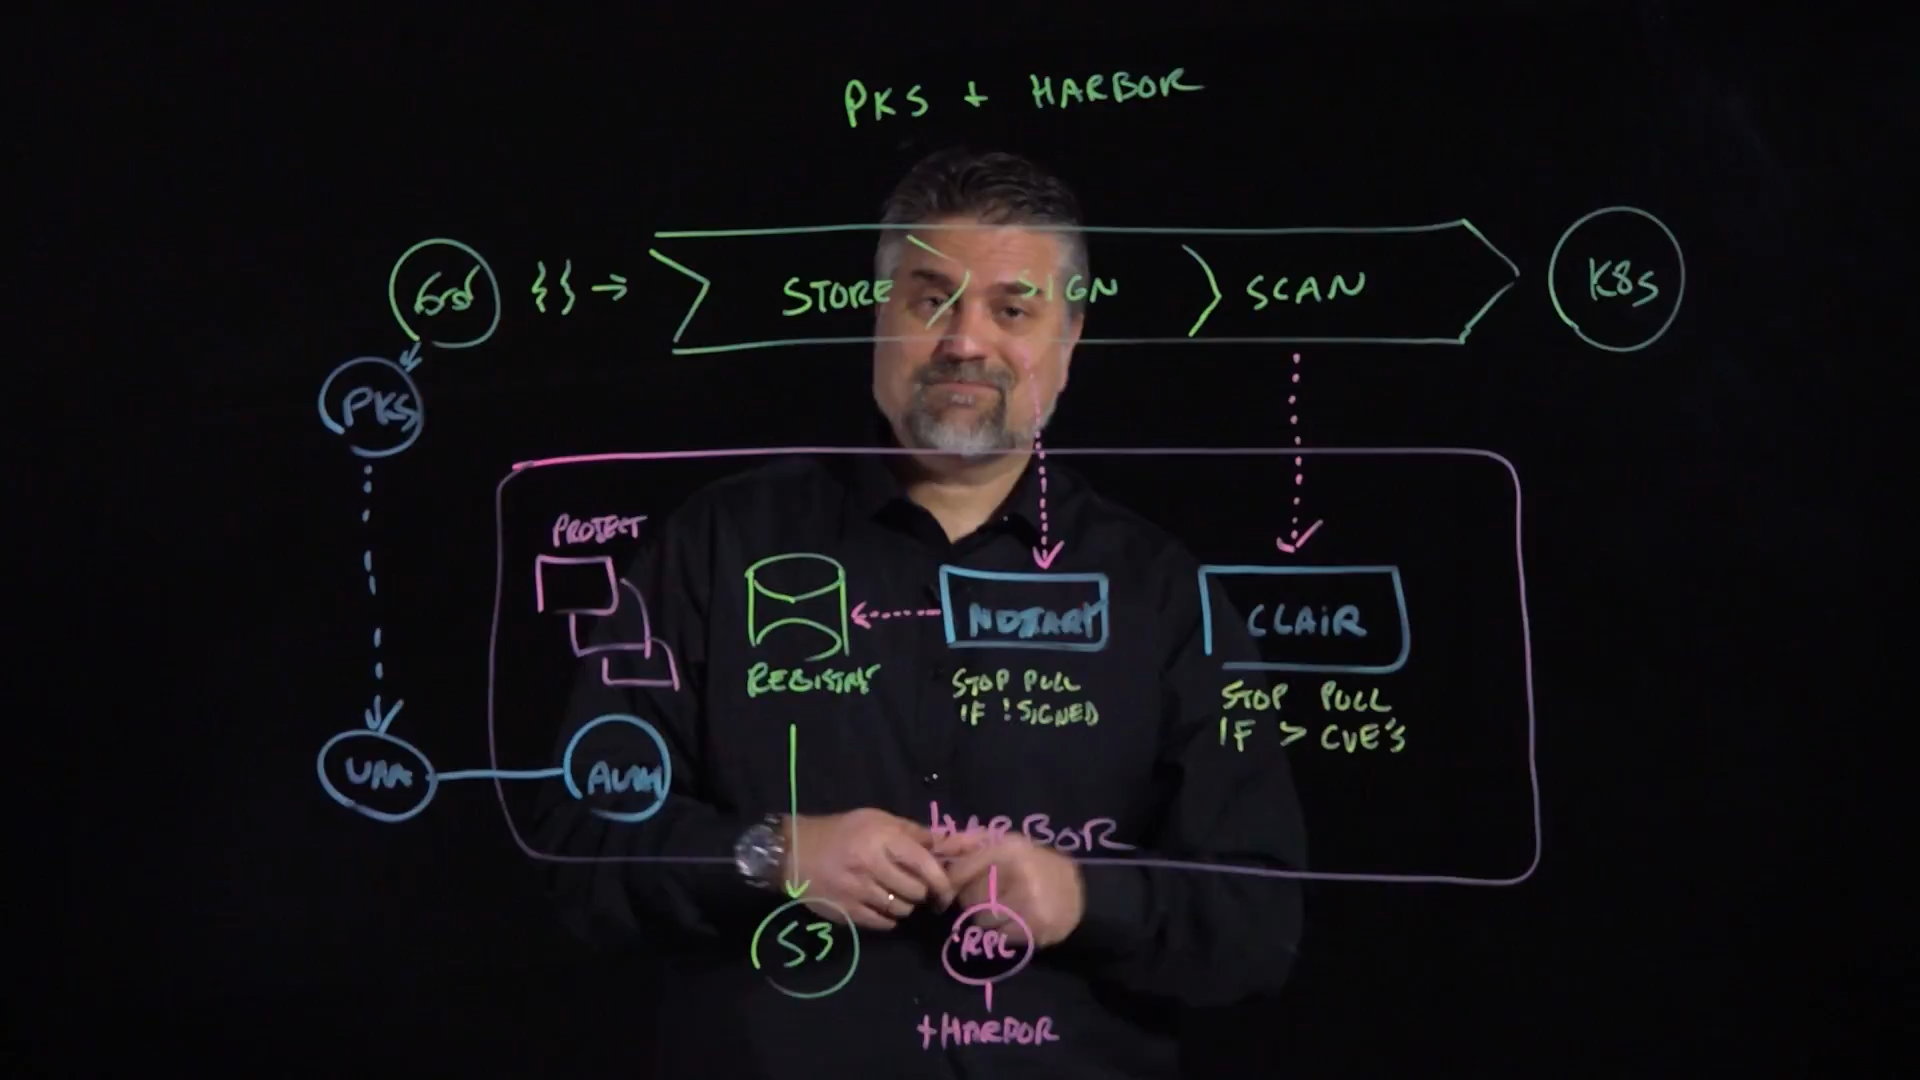 PKS + HARBOR
{ } → STORE SIGN SCAN K8s
PKS
PROJECT
NOTARY
CLAIR
REGISTRY
STOP PULL
IF ! SIGNED
STOP PULL
IF > CVE'S
UAA
AUTH
HARBOR
S3
RPL
+HARBOR